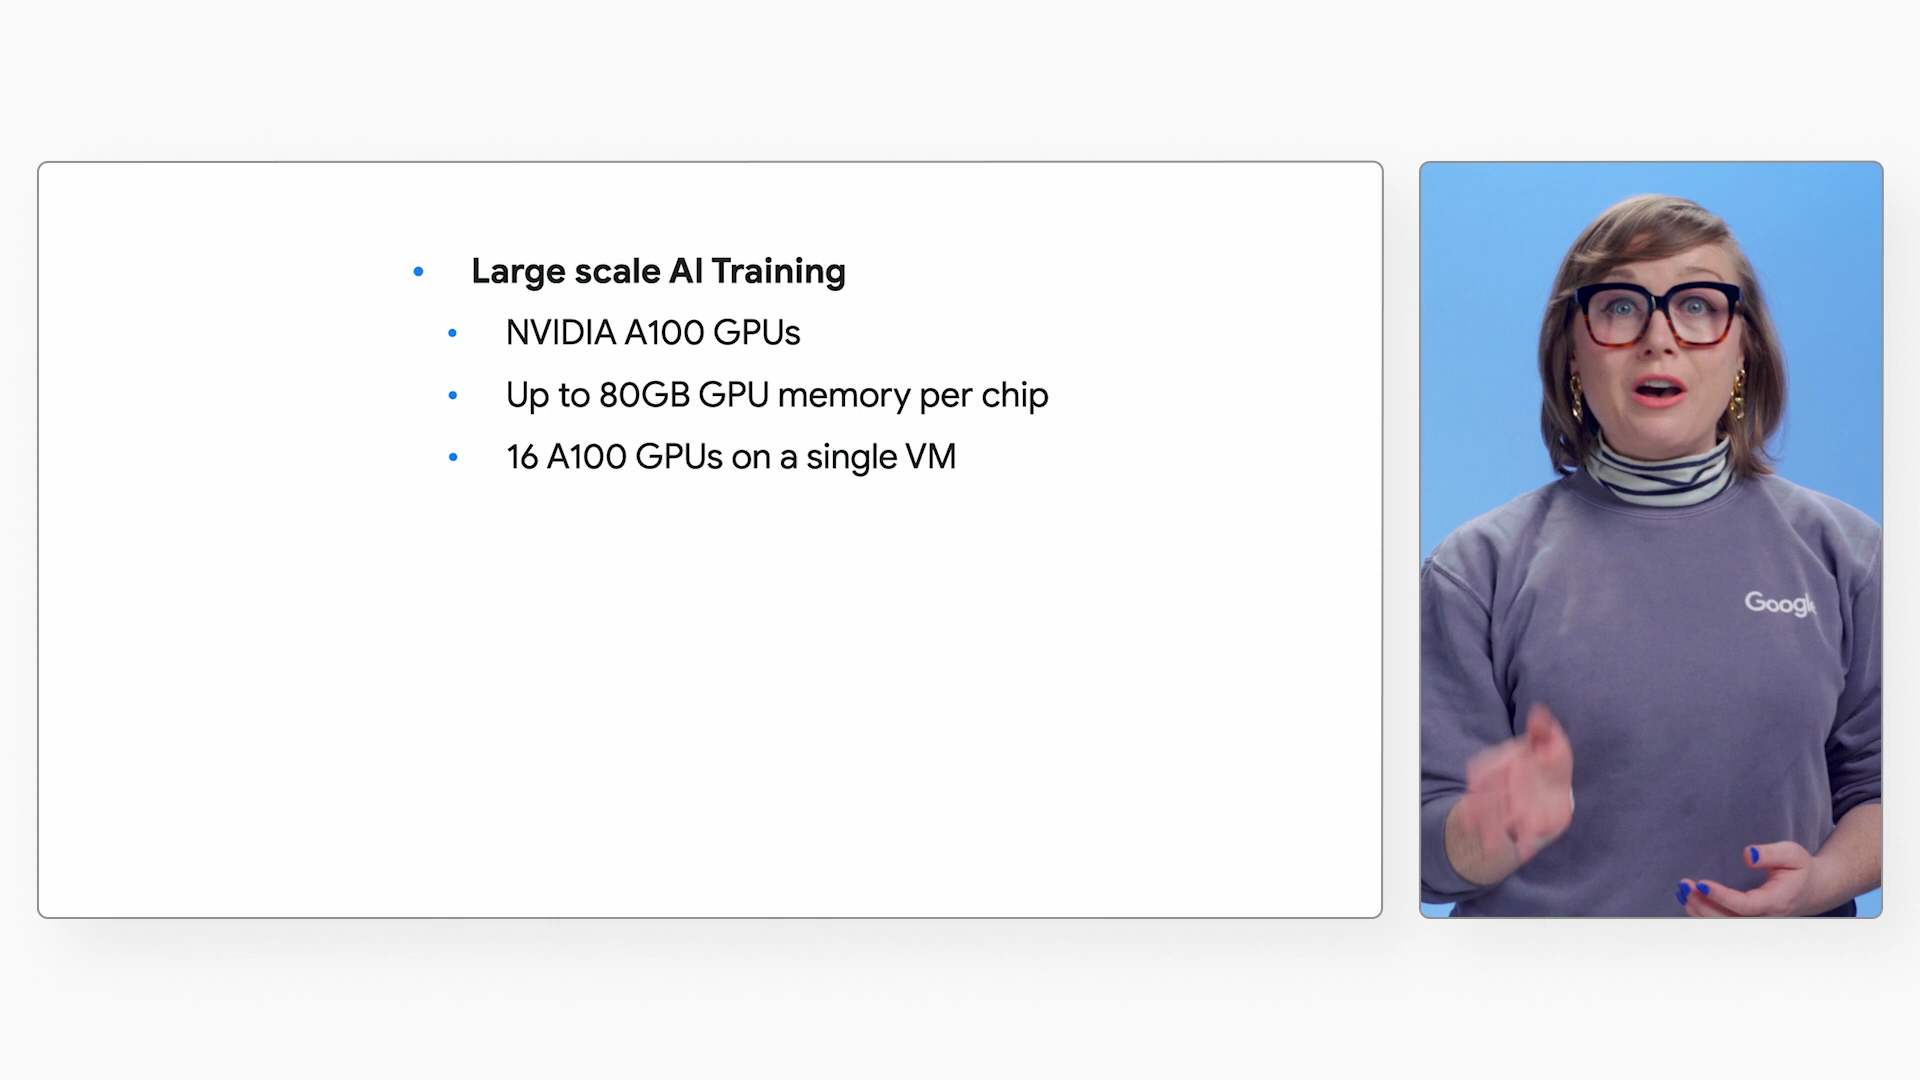 Large scale AI Training
NVIDIA A100 GPUs
Up to 80GB GPU memory per chip
16 A100 GPUs on a single VM
Google